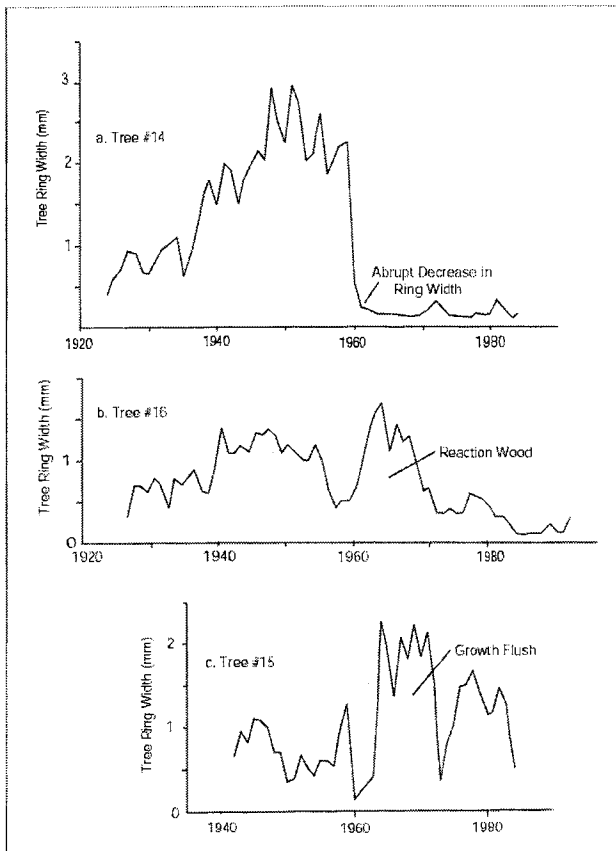 Tree Ring Width (mm)
3
2
1
a. Tree #14
Abrupt Decrease in
Ring Width
1920
1940
1960
1980
Tree Ring Width (mm)
1
0
b. Tree #16
Reaction Wood
1920
1940
1960
1980
Tree Ring Width (mm)
2
1
0
c. Tree #15
Growth Flush
1940
1960
1980